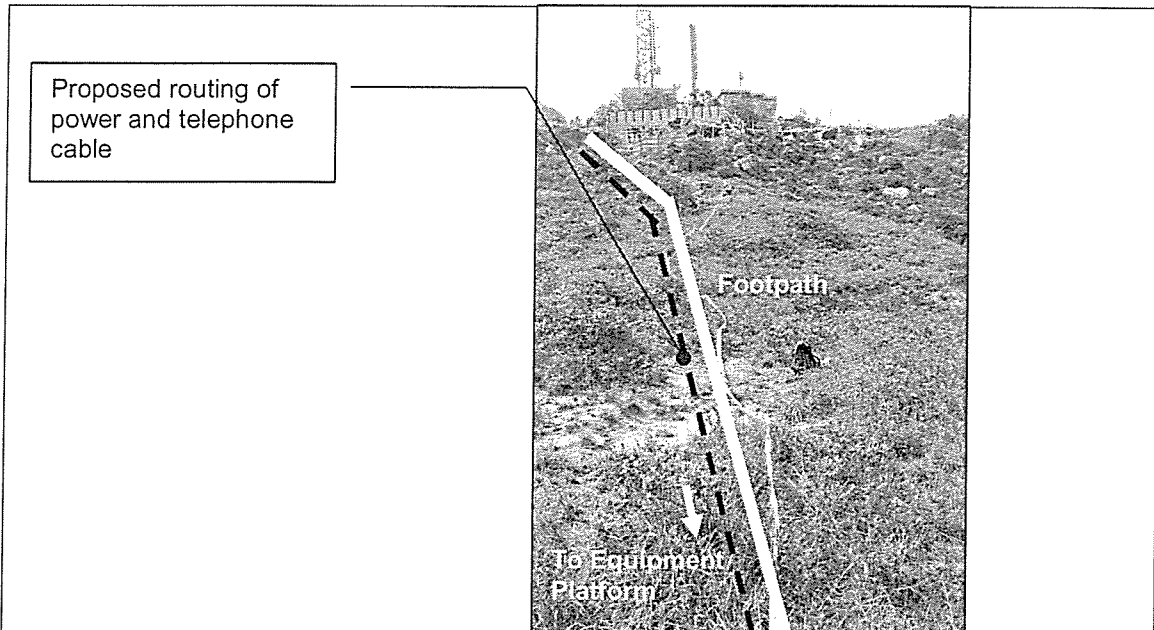 Proposed routing of
power and telephone
cable
Footpath
To Equipment
Platform